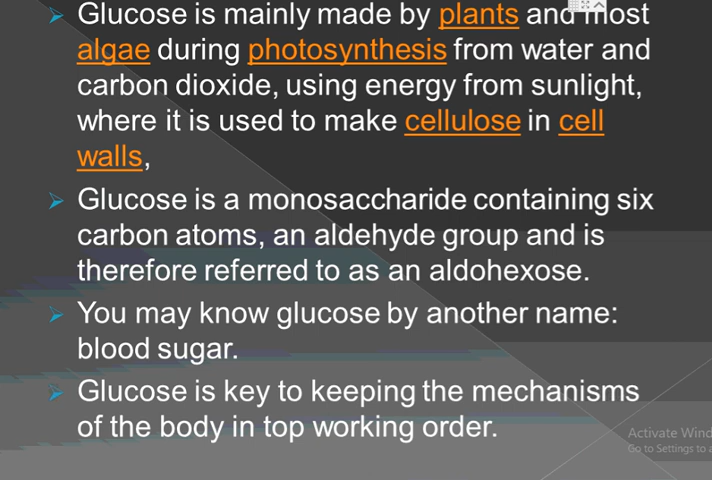 Glucose is mainly made by plants and most
algae during photosynthesis from water and
carbon dioxide, using energy from sunlight,
where it is used to make cellulose in cell
walls,
Glucose is a monosaccharide containing six
carbon atoms, an aldehyde group and is
therefore referred to as an aldohexose.
You may know glucose by another name:
blood sugar.
Glucose is key to keeping the mechanisms
of the body in top working order.
Activate Wind
Go to Settings to a